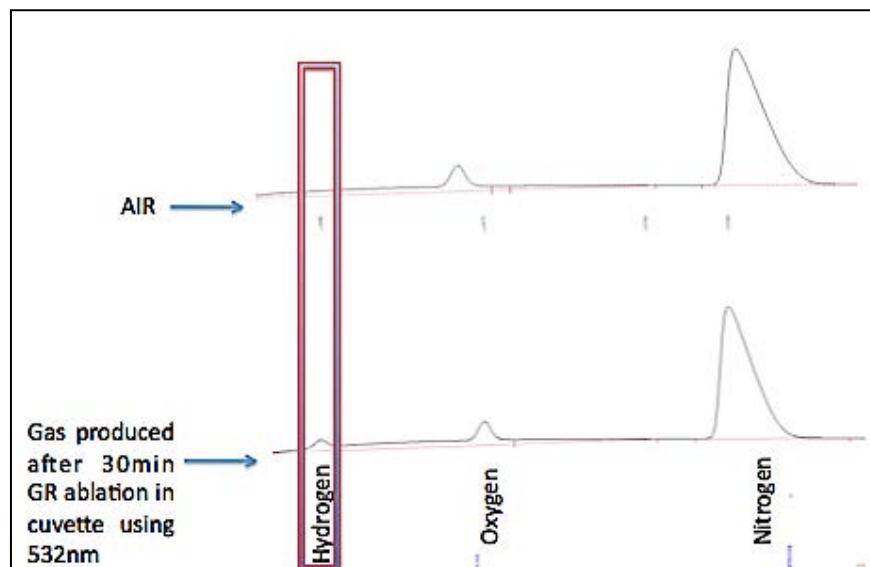 AIR
Gas produced
after 30min
GR ablation in
cuvette using
532nm
Hydrogen
Oxygen
Nitrogen